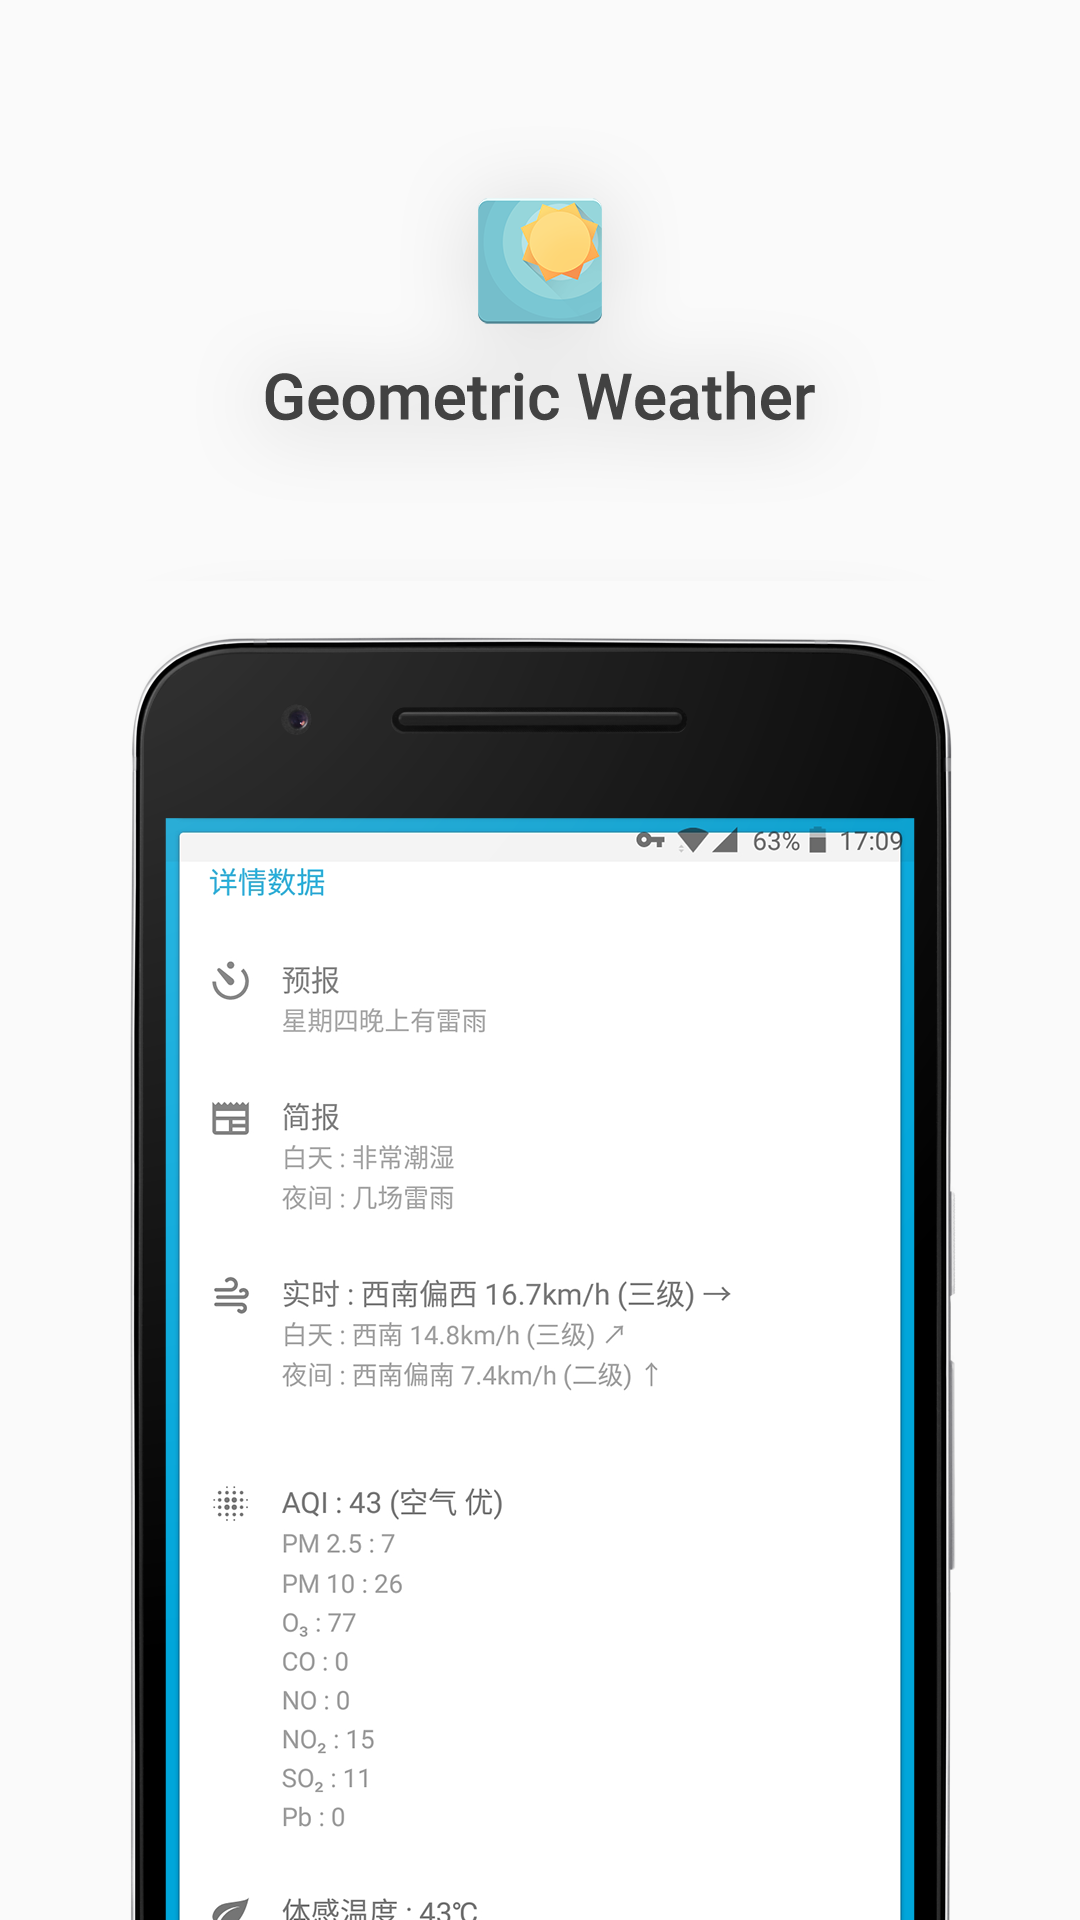 Geometric Weather
63% 17:09
详情数据
预报
星期四晚上有雷雨
简报
白天 : 非常潮湿
夜间 : 几场雷雨
实时 : 西南偏西 16.7km/h (三级) →
白天 : 西南 14.8km/h (三级) ↗
夜间 : 西南偏南 7.4km/h (二级) ↑
AQI : 43 (空气 优)
PM 2.5 : 7
PM 10 : 26
O₃ : 77
CO : 0
NO : 0
NO₂ : 15
SO₂ : 11
Pb : 0
体感温度 : 43℃